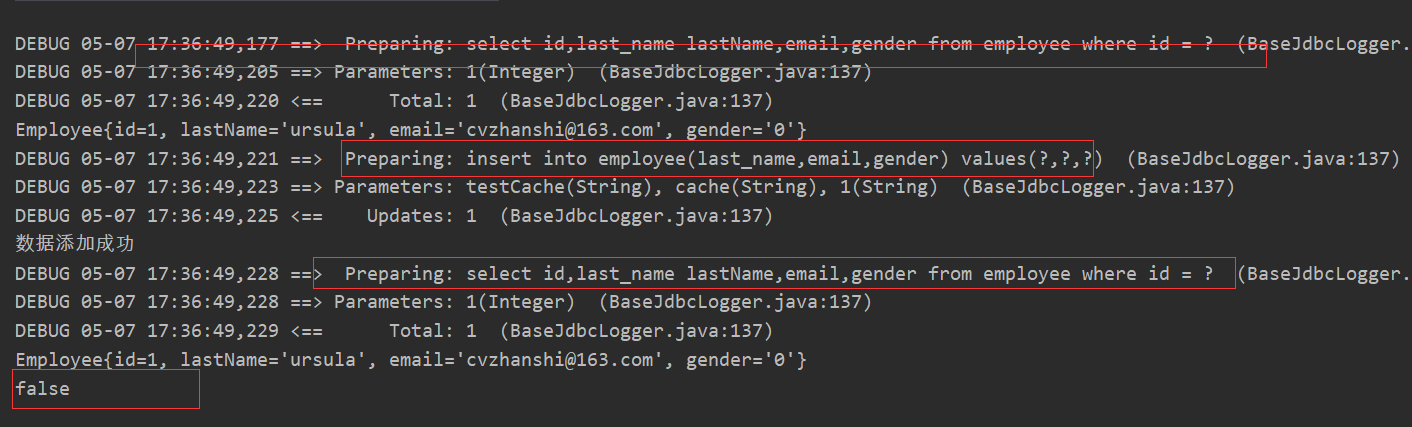 DEBUG 05-07 17:36:49,177 ==>  Preparing: select id,last_name lastName,email,gender from employee where id = ?  (BaseJdbcLogger.
DEBUG 05-07 17:36:49,205 ==> Parameters: 1(Integer)  (BaseJdbcLogger.java:137)
DEBUG 05-07 17:36:49,220 <==      Total: 1  (BaseJdbcLogger.java:137)
Employee{id=1, lastName='ursula', email='cvzhanshi@163.com', gender='0'}
DEBUG 05-07 17:36:49,221 ==>  Preparing: insert into employee(last_name,email,gender) values(?,?,?)  (BaseJdbcLogger.java:137)
DEBUG 05-07 17:36:49,223 ==> Parameters: testCache(String), cache(String), 1(String)  (BaseJdbcLogger.java:137)
DEBUG 05-07 17:36:49,225 <==    Updates: 1  (BaseJdbcLogger.java:137)
数据添加成功
DEBUG 05-07 17:36:49,228 ==>  Preparing: select id,last_name lastName,email,gender from employee where id = ?  (BaseJdbcLogger.
DEBUG 05-07 17:36:49,228 ==> Parameters: 1(Integer)  (BaseJdbcLogger.java:137)
DEBUG 05-07 17:36:49,229 <==      Total: 1  (BaseJdbcLogger.java:137)
Employee{id=1, lastName='ursula', email='cvzhanshi@163.com', gender='0'}
false